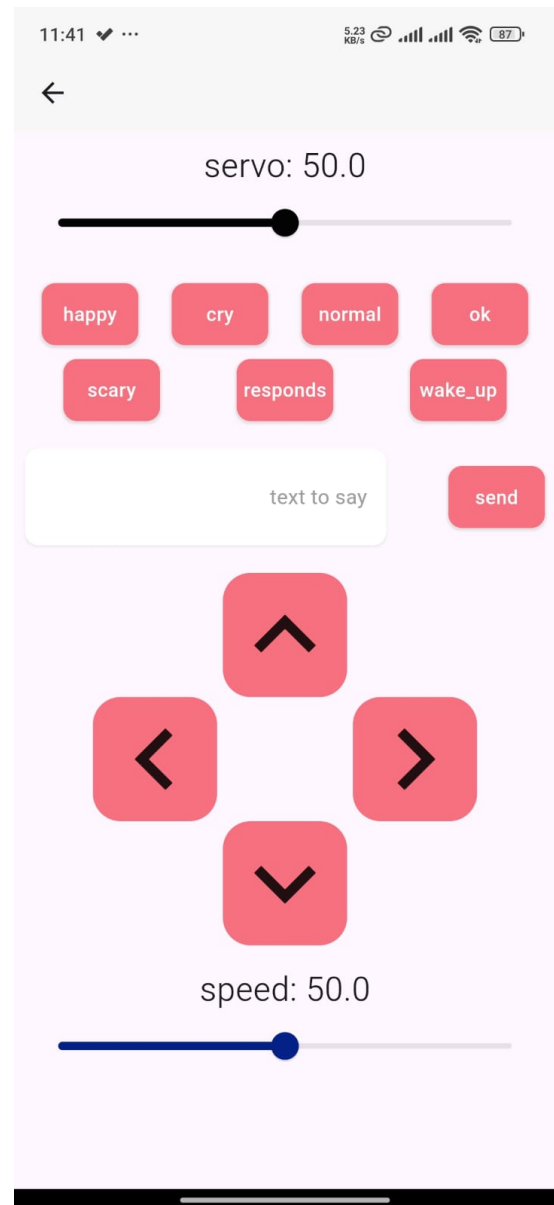 11:41 ✔ ··· 5.23 KB/s 87
servo: 50.0
happy cry normal ok
scary responds wake_up
text to say send
speed: 50.0